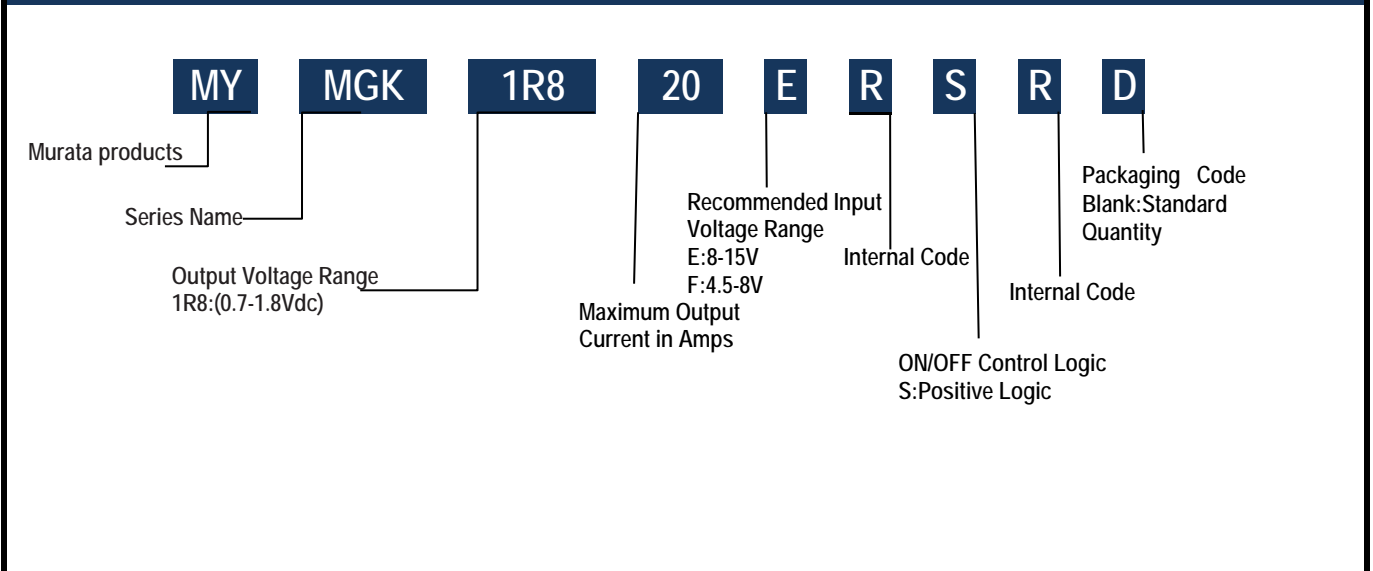 MY MGK 1R8 20 E R S R D
Murata products
Series Name
Output Voltage Range
1R8:(0.7-1.8Vdc)
Maximum Output
Current in Amps
Recommended Input
Voltage Range
E:8-15V
F:4.5-8V
Internal Code
ON/OFF Control Logic
S:Positive Logic
Internal Code
Packaging Code
Blank:Standard
Quantity